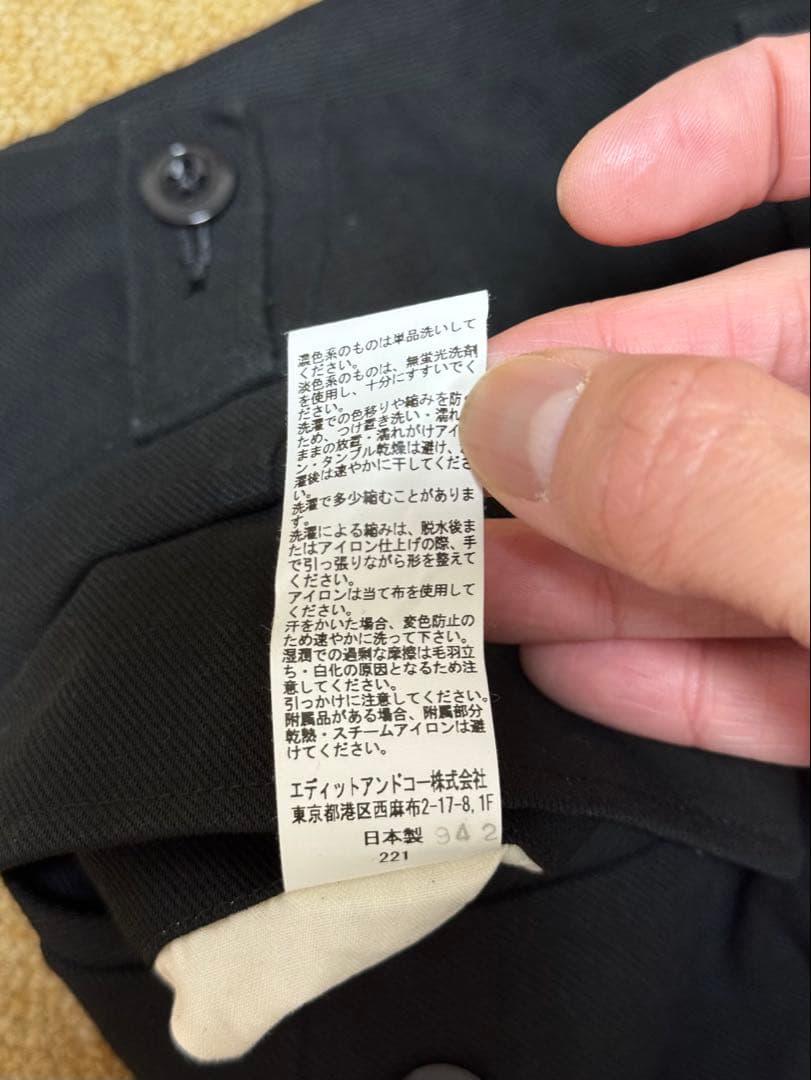 濃色系のものは単品洗いして
ください。
淡色系のものは、無蛍光洗剤
を使用し、十分にすすいでく
ださい。
洗濯での色移りや縮みを防
ため、つけ置き洗い・濡れ
ままの放置・濡れがけアイ
ン・タンブル乾燥は避け、
濯後は速やかに干してくださ
い。
洗濯で多少縮むことがありま
す。
洗濯による縮みは、脱水後ま
たはアイロン仕上げの際、手
で引っ張りながら形を整えて
ください。
アイロンは当て布を使用して
ください。
汗をかいた場合、変色防止の
ため速やかに洗って下さい。
湿潤での過剰な摩擦は毛羽立
ち・白化の原因となるため注
意してください。
引っかけに注意してください。
附属品がある場合、附属部分
乾熱・スチームアイロンは避
けてください。
エディットアンドコー株式会社
東京都港区西麻布2-17-8,1F
日本製 942
221